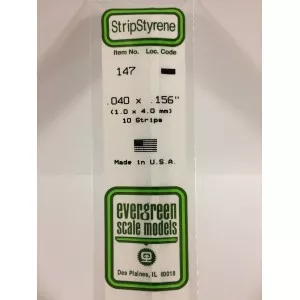 StripStyrene
Item No. Loc. Code
147
.040 x .156"
(1.0 x 4.0 mm)
10 Strips
Made in U.S.A.
evergreen
scale models
Des Plaines, IL 60018